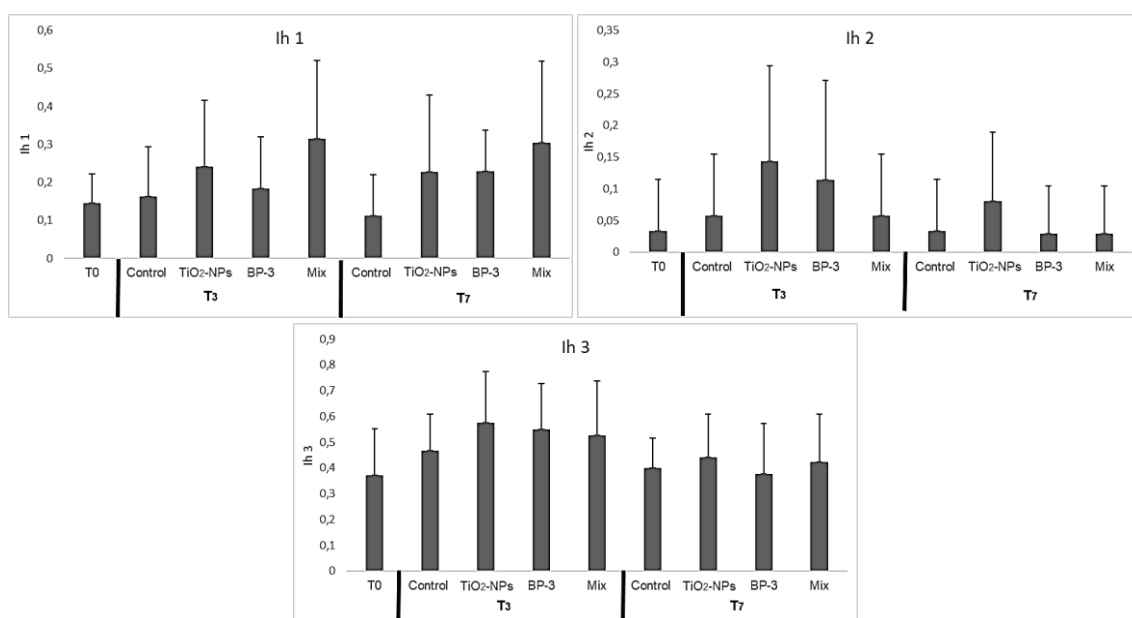 Ih 1
Ih 1
0,6
0,5
0,4
0,3
0,2
0,1
0
T0 Control TiO2-NPs BP-3 Mix Control TiO2-NPs BP-3 Mix
T3 T7
Ih 2
Ih 2
0,35
0,3
0,25
0,2
0,15
0,1
0,05
0
T0 Control TiO2-NPs BP-3 Mix Control TiO2-NPs BP-3 Mix
T3 T7
Ih 3
Ih 3
0,9
0,8
0,7
0,6
0,5
0,4
0,3
0,2
0,1
0
T0 Control TiO2-NPs BP-3 Mix Control TiO2-NPs BP-3 Mix
T3 T7